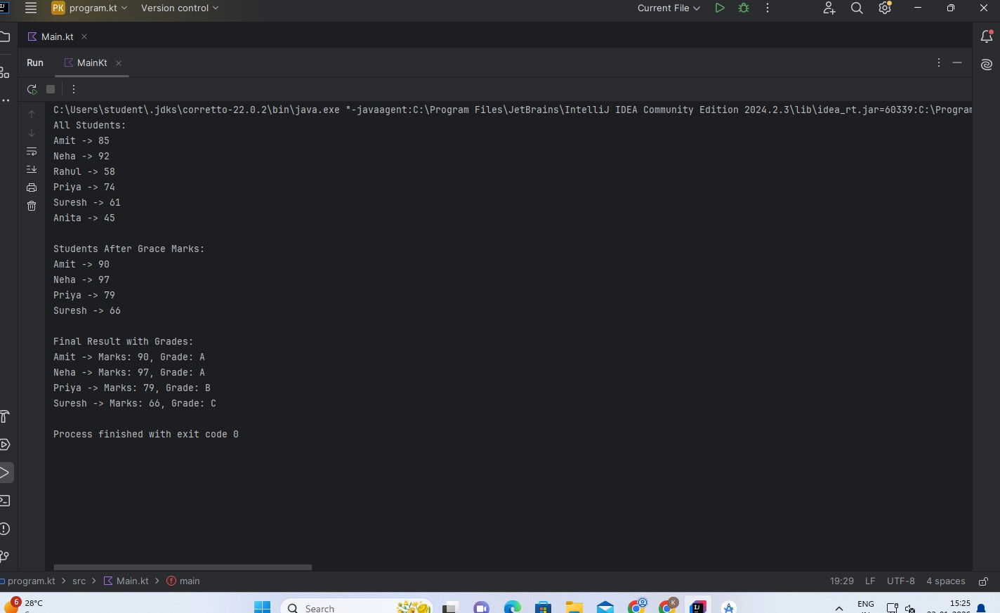 PK program.kt Version control Current File
Main.kt
Run MainKt
C:\Users\student\.jdks\corretto-22.0.2\bin\java.exe "-javaagent:C:\Program Files\JetBrains\IntelliJ IDEA Community Edition 2024.2.3\lib\idea_rt.jar=60339:C:\Program
All Students:
Amit -> 85
Neha -> 92
Rahul -> 58
Priya -> 74
Suresh -> 61
Anita -> 45
Students After Grace Marks:
Amit -> 90
Neha -> 97
Priya -> 79
Suresh -> 66
Final Result with Grades:
Amit -> Marks: 90, Grade: A
Neha -> Marks: 97, Grade: A
Priya -> Marks: 79, Grade: B
Suresh -> Marks: 66, Grade: C
Process finished with exit code 0
program.kt > src > Main.kt > main 19:29 LF UTF-8 4 spaces
6 28°C Search K ENG 15:25